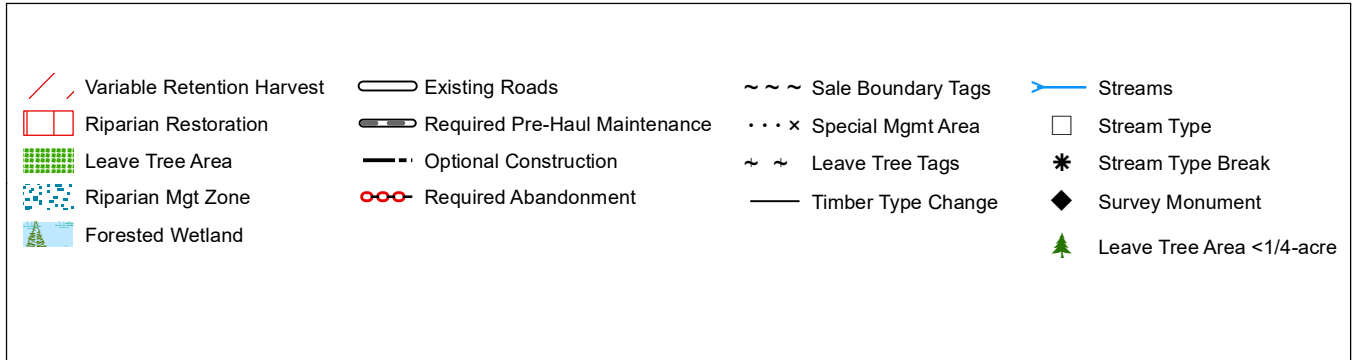 Variable Retention Harvest
Riparian Restoration
Leave Tree Area
Riparian Mgt Zone
Forested Wetland
Existing Roads
Required Pre-Haul Maintenance
Optional Construction
Required Abandonment
Sale Boundary Tags
Special Mgmt Area
Leave Tree Tags
Timber Type Change
Streams
Stream Type
Stream Type Break
Survey Monument
Leave Tree Area <1/4-acre